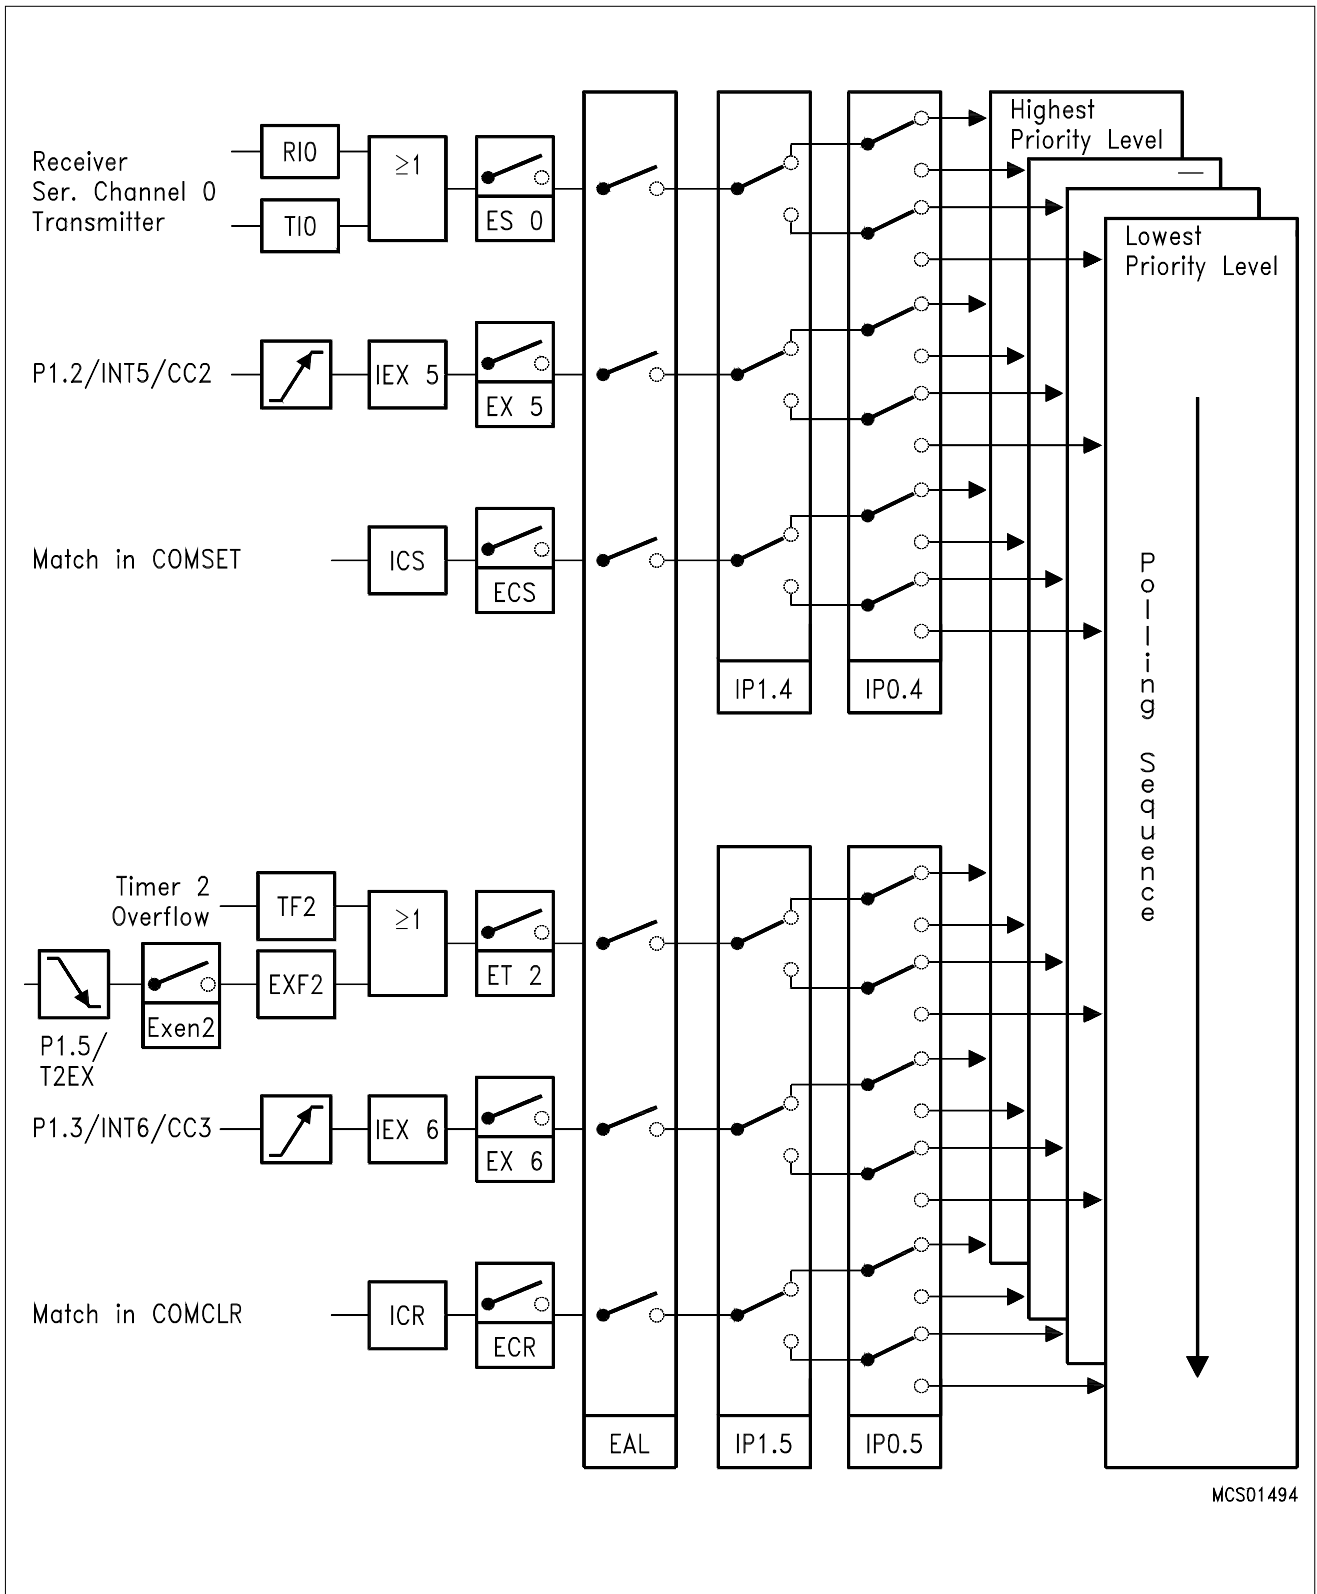 Highest
Priority Level
Receiver
Ser. Channel 0
Transmitter
RI0
TI0
≥1
ES 0
Lowest
Priority Level
P1.2/INT5/CC2
IEX 5
EX 5
Match in COMSET
ICS
ECS
IP1.4
IP0.4
Polling Sequence
Timer 2
Overflow
TF2
≥1
ET 2
EXF2
Exen2
P1.5/
T2EX
P1.3/INT6/CC3
IEX 6
EX 6
Match in COMCLR
ICR
ECR
EAL
IP1.5
IP0.5
MCS01494